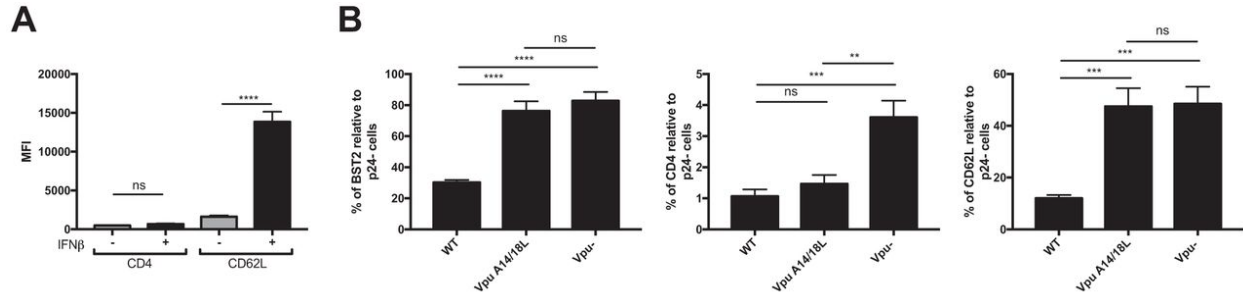 A
MFI
20000
15000
10000
5000
0
ns
****
IFNβ
- + - +
CD4 CD62L
B
% of BST2 relative to
p24- cells
100
80
60
40
20
0
ns
****
****
WT
Vpu A14/18L
Vpu-
% of CD4 relative to
p24- cells
5
4
3
2
1
0
**
***
ns
WT
Vpu A14/18L
Vpu-
% of CD62L relative to
p24- cells
60
40
20
0
ns
***
***
WT
Vpu A14/18L
Vpu-